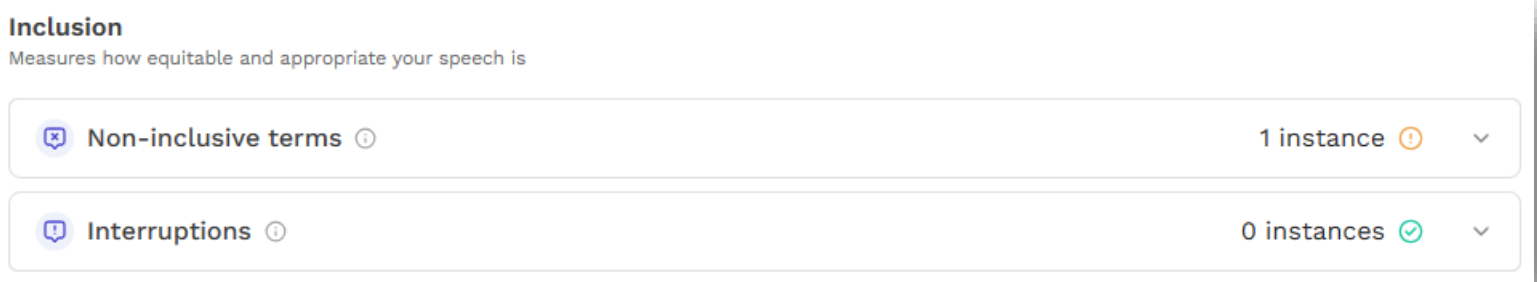 Inclusion
Measures how equitable and appropriate your speech is
Non-inclusive terms
1 instance
Interruptions
0 instances